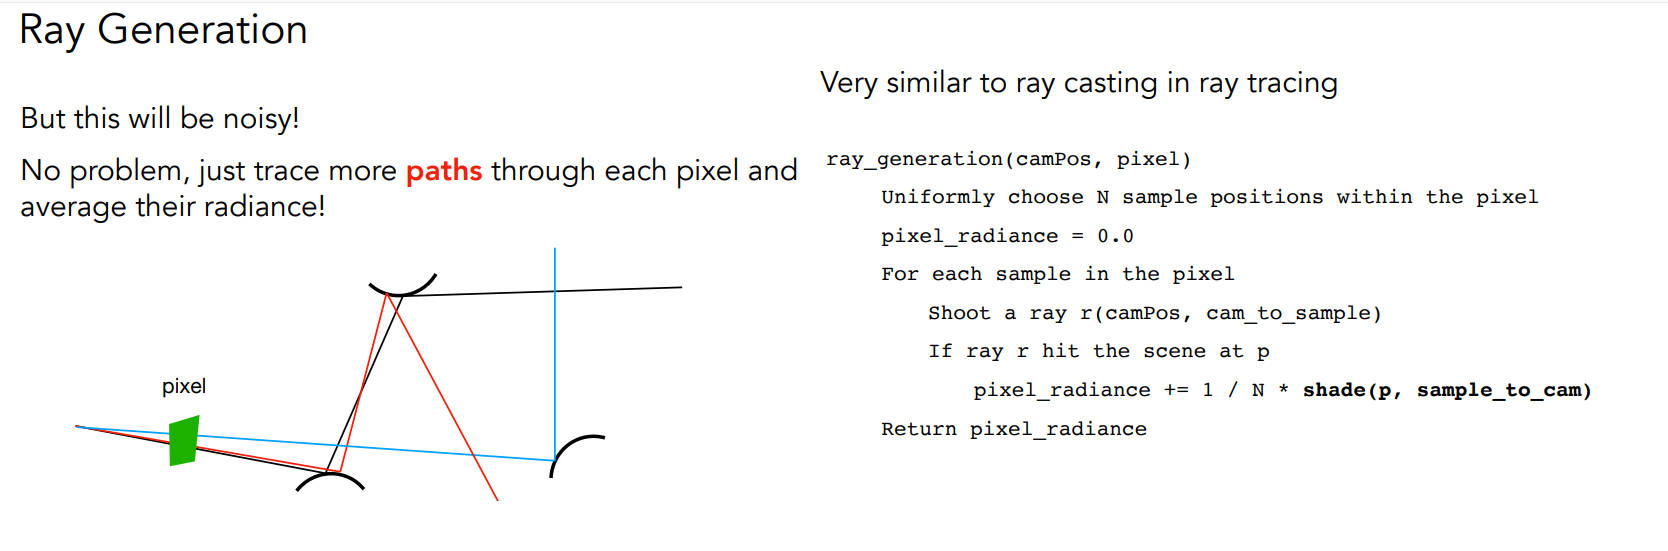 Ray Generation
But this will be noisy!
No problem, just trace more paths through each pixel and
average their radiance!
pixel
Very similar to ray casting in ray tracing
ray_generation(camPos, pixel)
Uniformly choose N sample positions within the pixel
pixel_radiance = 0.0
For each sample in the pixel
Shoot a ray r(camPos, cam_to_sample)
If ray r hit the scene at p
pixel_radiance += 1 / N * shade(p, sample_to_cam)
Return pixel_radiance